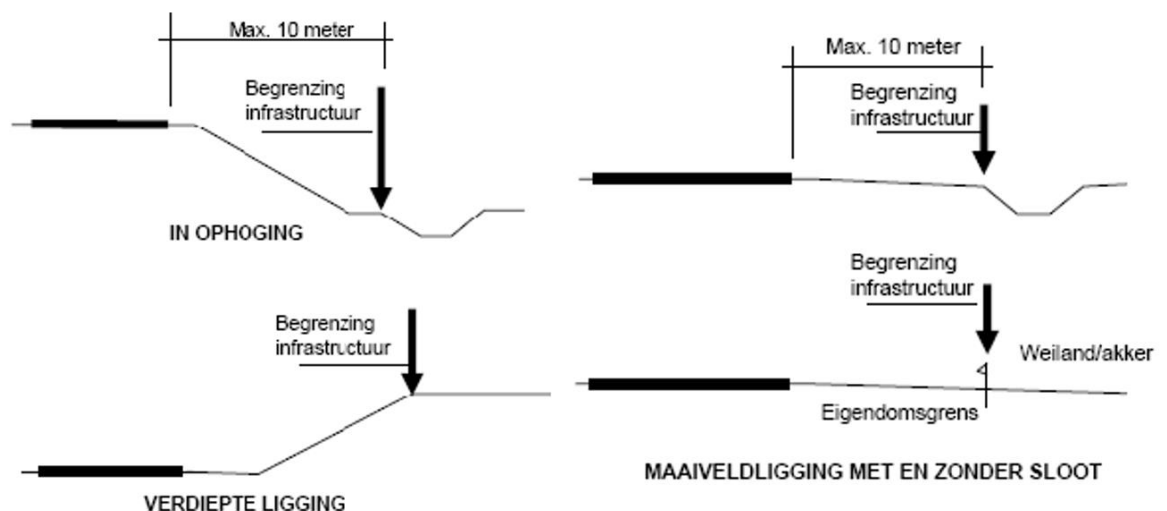 Max. 10 meter
Begrenzing
infrastructuur
IN OPHOGING
Begrenzing
infrastructuur
VERDIEPTE LIGGING
Max. 10 meter
Begrenzing
infrastructuur
Begrenzing
infrastructuur
Weiland/akker
Eigendomsgrens
MAAIVELDLIGGING MET EN ZONDER SLOOT